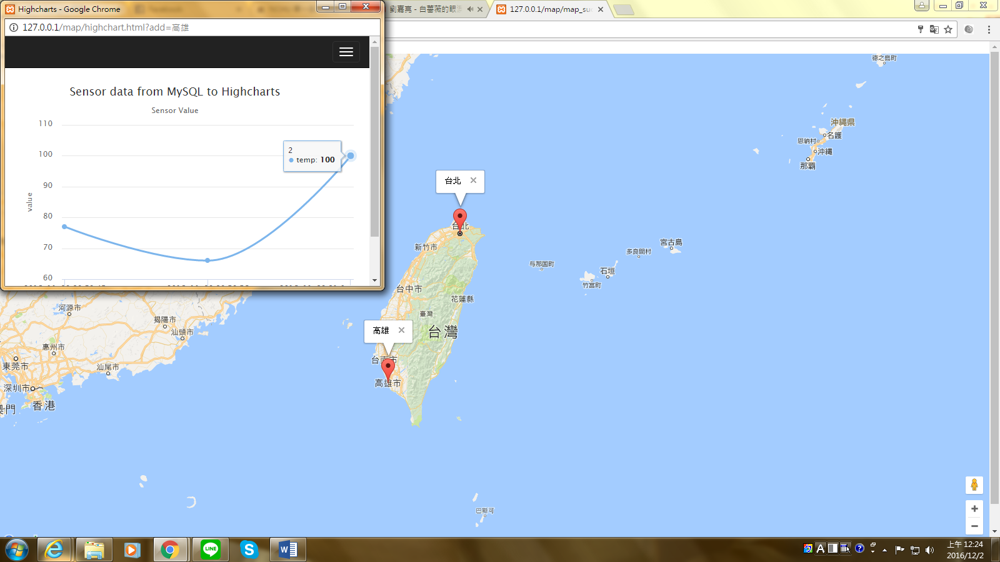 Highcharts - Google Chrome
劉嘉亮 - 白薔薇的眼淚
127.0.0.1/map/map_su
127.0.0.1/map/highchart.html?add=高雄
Sensor data from MySQL to Highcharts
Sensor Value
110
100
90
80
70
60
value
2
temp: 100
徳之島町
沖縄県
名護
恩納村
沖縄
那覇
台北
台北
新竹市
宮古島
多良間村
与那国町
石垣
竹富町
台中市
花蓮縣
臺灣
台灣
高雄
台南市
高雄市
河源市
揭陽市
汕頭市
惠州市
東莞市
汕尾市
深圳市
香港
澳門
巴斯可
上午 12:24
2016/12/2